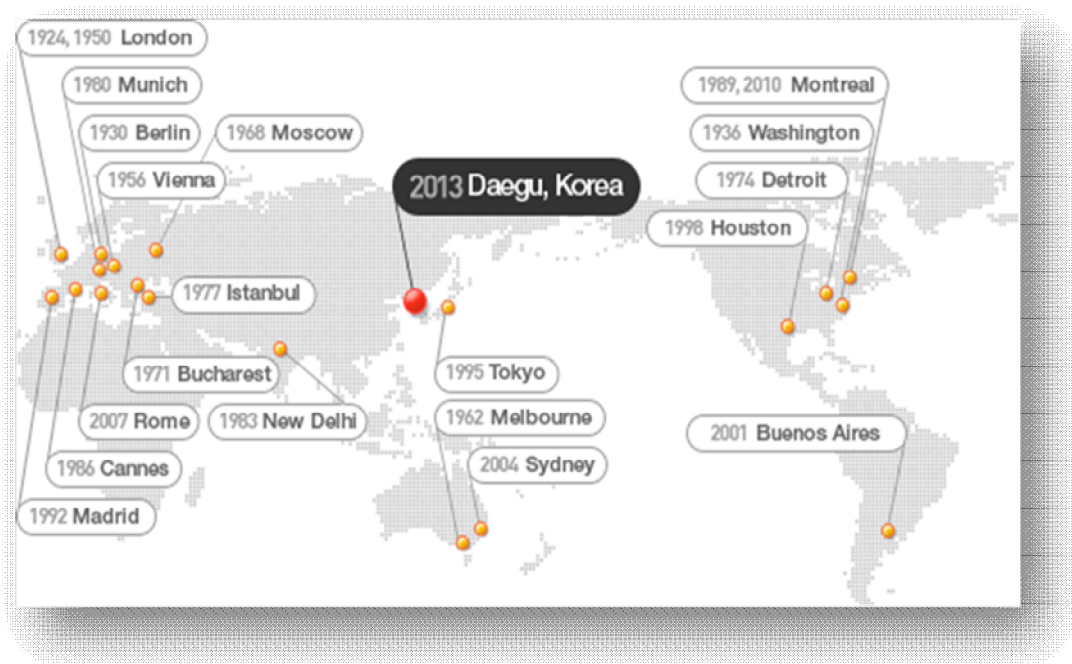 1924, 1950 London
1980 Munich
1989, 2010 Montreal
1930 Berlin
1968 Moscow
1936 Washington
1956 Vienna
2013 Daegu, Korea
1974 Detroit
1998 Houston
1977 Istanbul
1971 Bucharest
1995 Tokyo
2007 Rome
1983 New Delhi
1962 Melbourne
2001 Buenos Aires
1986 Cannes
2004 Sydney
1992 Madrid